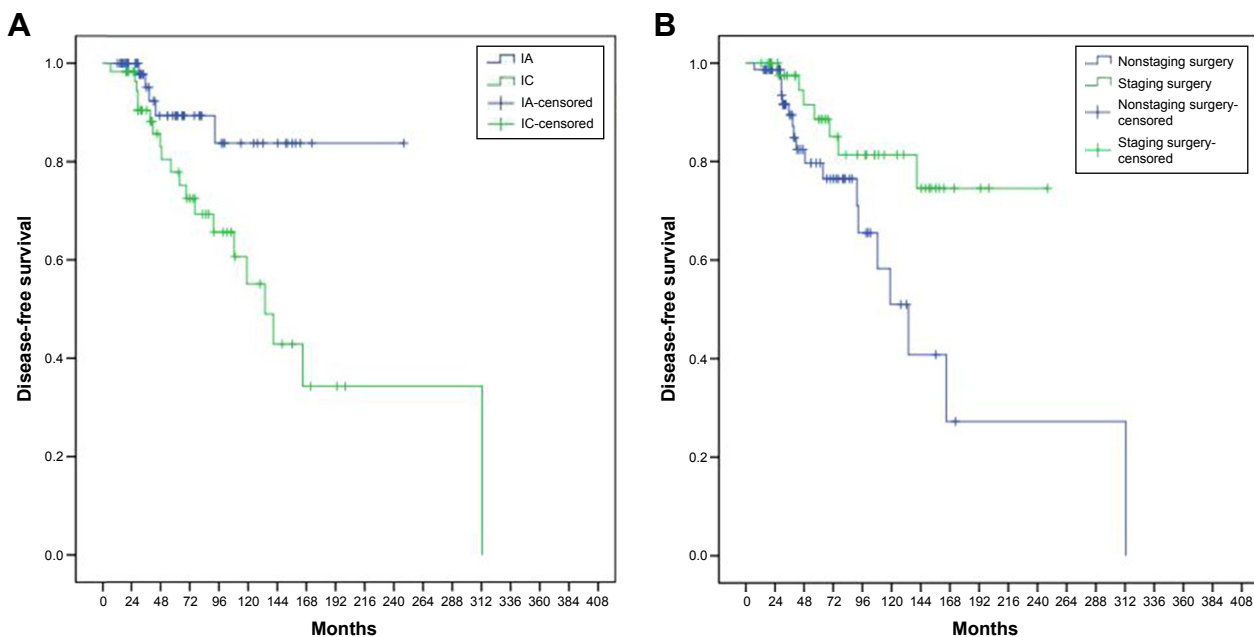 A
IA
IC
IA-censored
IC-censored
Disease-free survival
1.0
0.8
0.6
0.4
0.2
0.0
0 24 48 72 96 120 144 168 192 216 240 264 288 312 336 360 384 408
Months
B
Nonstaging surgery
Staging surgery
Nonstaging surgery-
censored
Staging surgery-
censored
Disease-free survival
1.0
0.8
0.6
0.4
0.2
0.0
0 24 48 72 96 120 144 168 192 216 240 264 288 312 336 360 384 408
Months